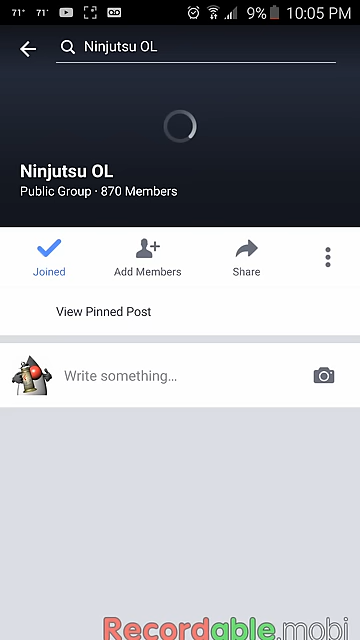 71° 71° 9% 10:05 PM
Ninjutsu OL
Ninjutsu OL
Public Group · 870 Members
Joined Add Members Share
View Pinned Post
Write something...
Recordable.mobi